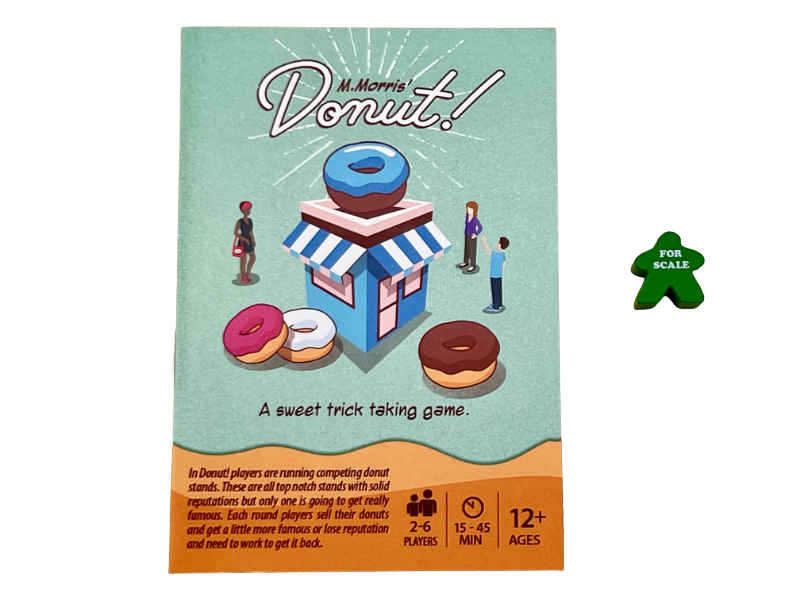 M.Morris'
Donut!
FOR
SCALE
A sweet trick taking game.
In Donut! players are running competing donut
stands. These are all top notch stands with solid
reputations but only one is going to get really
famous. Each round players sell their donuts
and get a little more famous or lose reputation
and need to work to get it back.
2-6
PLAYERS
15 - 45
MIN
12+
AGES